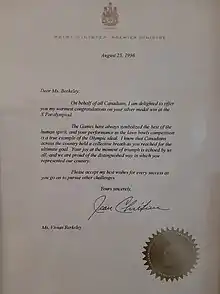 PRIME MINISTER · PREMIER MINISTRE
August 23, 1996
Dear Ms. Berkeley:
On behalf of all Canadians, I am delighted to offer
you my warmest congratulations on your silver medal win at the
X Paralympiad.
The Games have always symbolized the best of the
human spirit, and your performance in the lawn bowls competition
is a true example of the Olympic ideal. I know that Canadians
across the country held a collective breath as you reached for the
ultimate goal. Your joy at the moment of triumph is echoed by us
all, and we are proud of the distinguished way in which you
represented our country.
Please accept my best wishes for every success as
you go on to pursue other challenges.
Yours sincerely,
Jean Chrétien
Ms. Vivian Berkeley